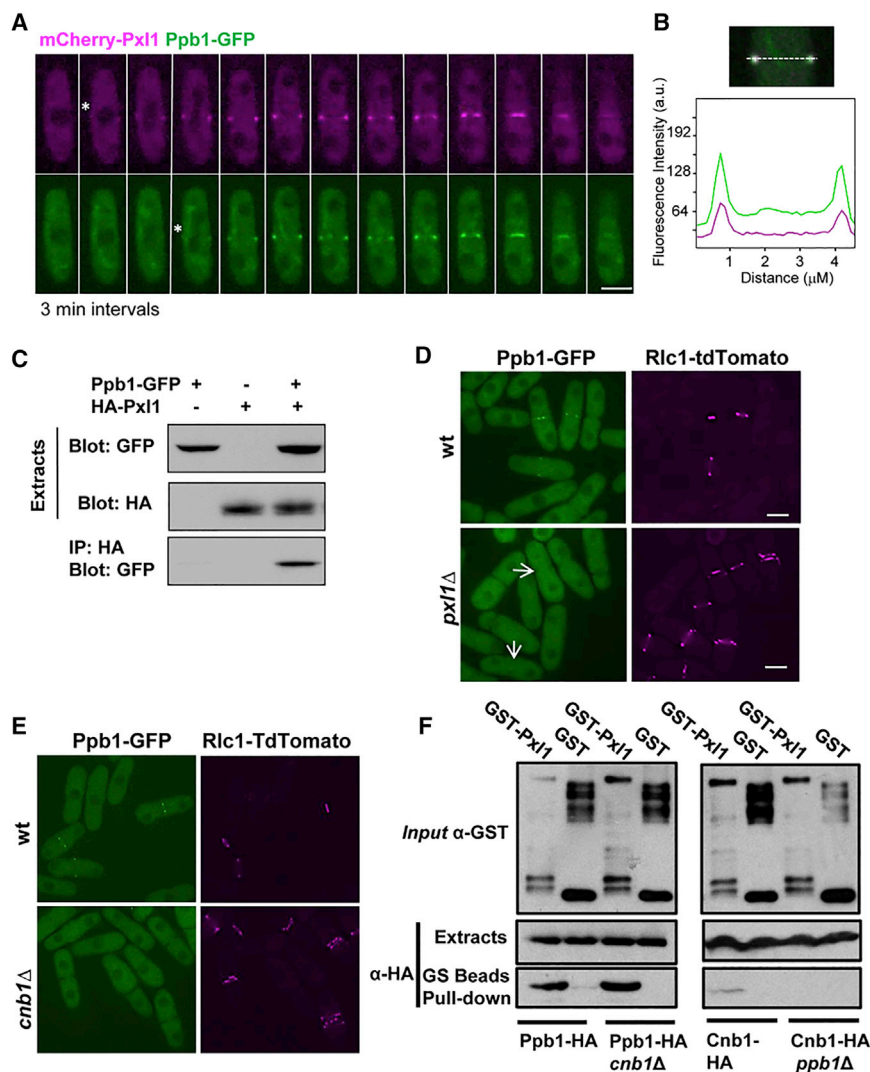 A
mCherry-Pxl1 Ppb1-GFP
*
*
3 min intervals
B
Fluorescence Intensity (a.u.)
192
128
64
1 2 3 4
Distance (μM)
C
Ppb1-GFP + - +
HA-Pxl1 - + +
Extracts
Blot: GFP
Blot: HA
IP: HA
Blot: GFP
D
Ppb1-GFP Rlc1-tdTomato
wt
pxl1Δ
E
Ppb1-GFP Rlc1-TdTomato
wt
cnb1Δ
F
GST-Pxl1 GST GST-Pxl1 GST GST-Pxl1 GST GST-Pxl1 GST
Input α-GST
α-HA
Extracts
GS Beads
Pull-down
Ppb1-HA
Ppb1-HA
cnb1Δ
Cnb1-
HA
Cnb1-HA
ppb1Δ